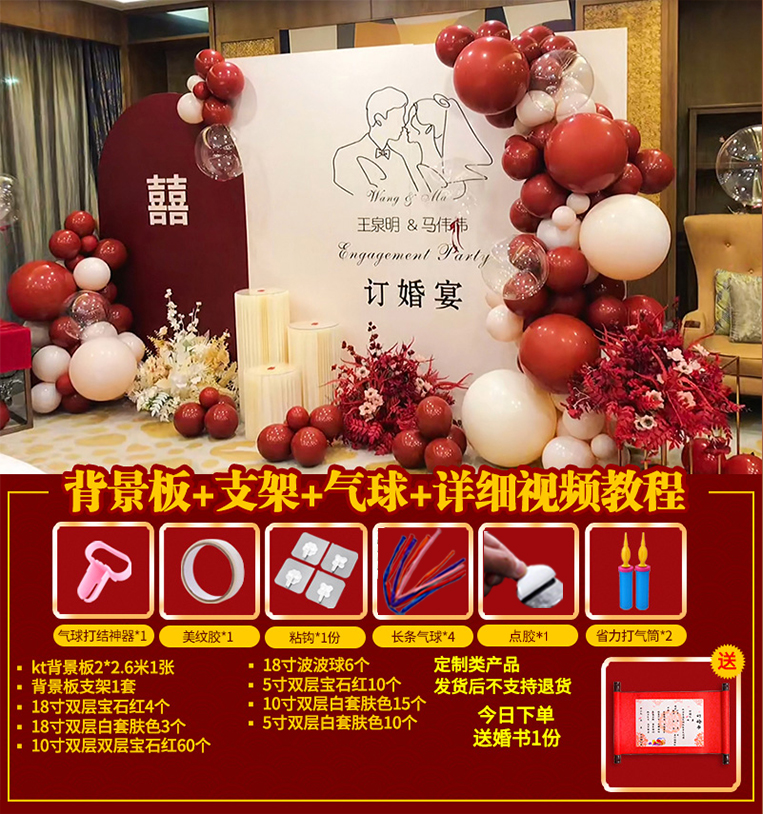 囍
Wang & Ma
王泉明 & 马伟伟
Engagement Party
订婚宴
背景板+支架+气球+详细视频教程
气球打结神器*1
美纹胶*1
粘钩*1份
长条气球*4
点胶*1
省力打气筒*2
kt背景板2*2.6米1张
背景板支架1套
18寸双层宝石红4个
18寸双层白套肤色3个
10寸双层双层宝石红60个
18寸波波球6个
5寸双层宝石红10个
10寸双层白套肤色15个
5寸双层白套肤色10个
定制类产品
发货后不支持退货
今日下单
送婚书1份
送